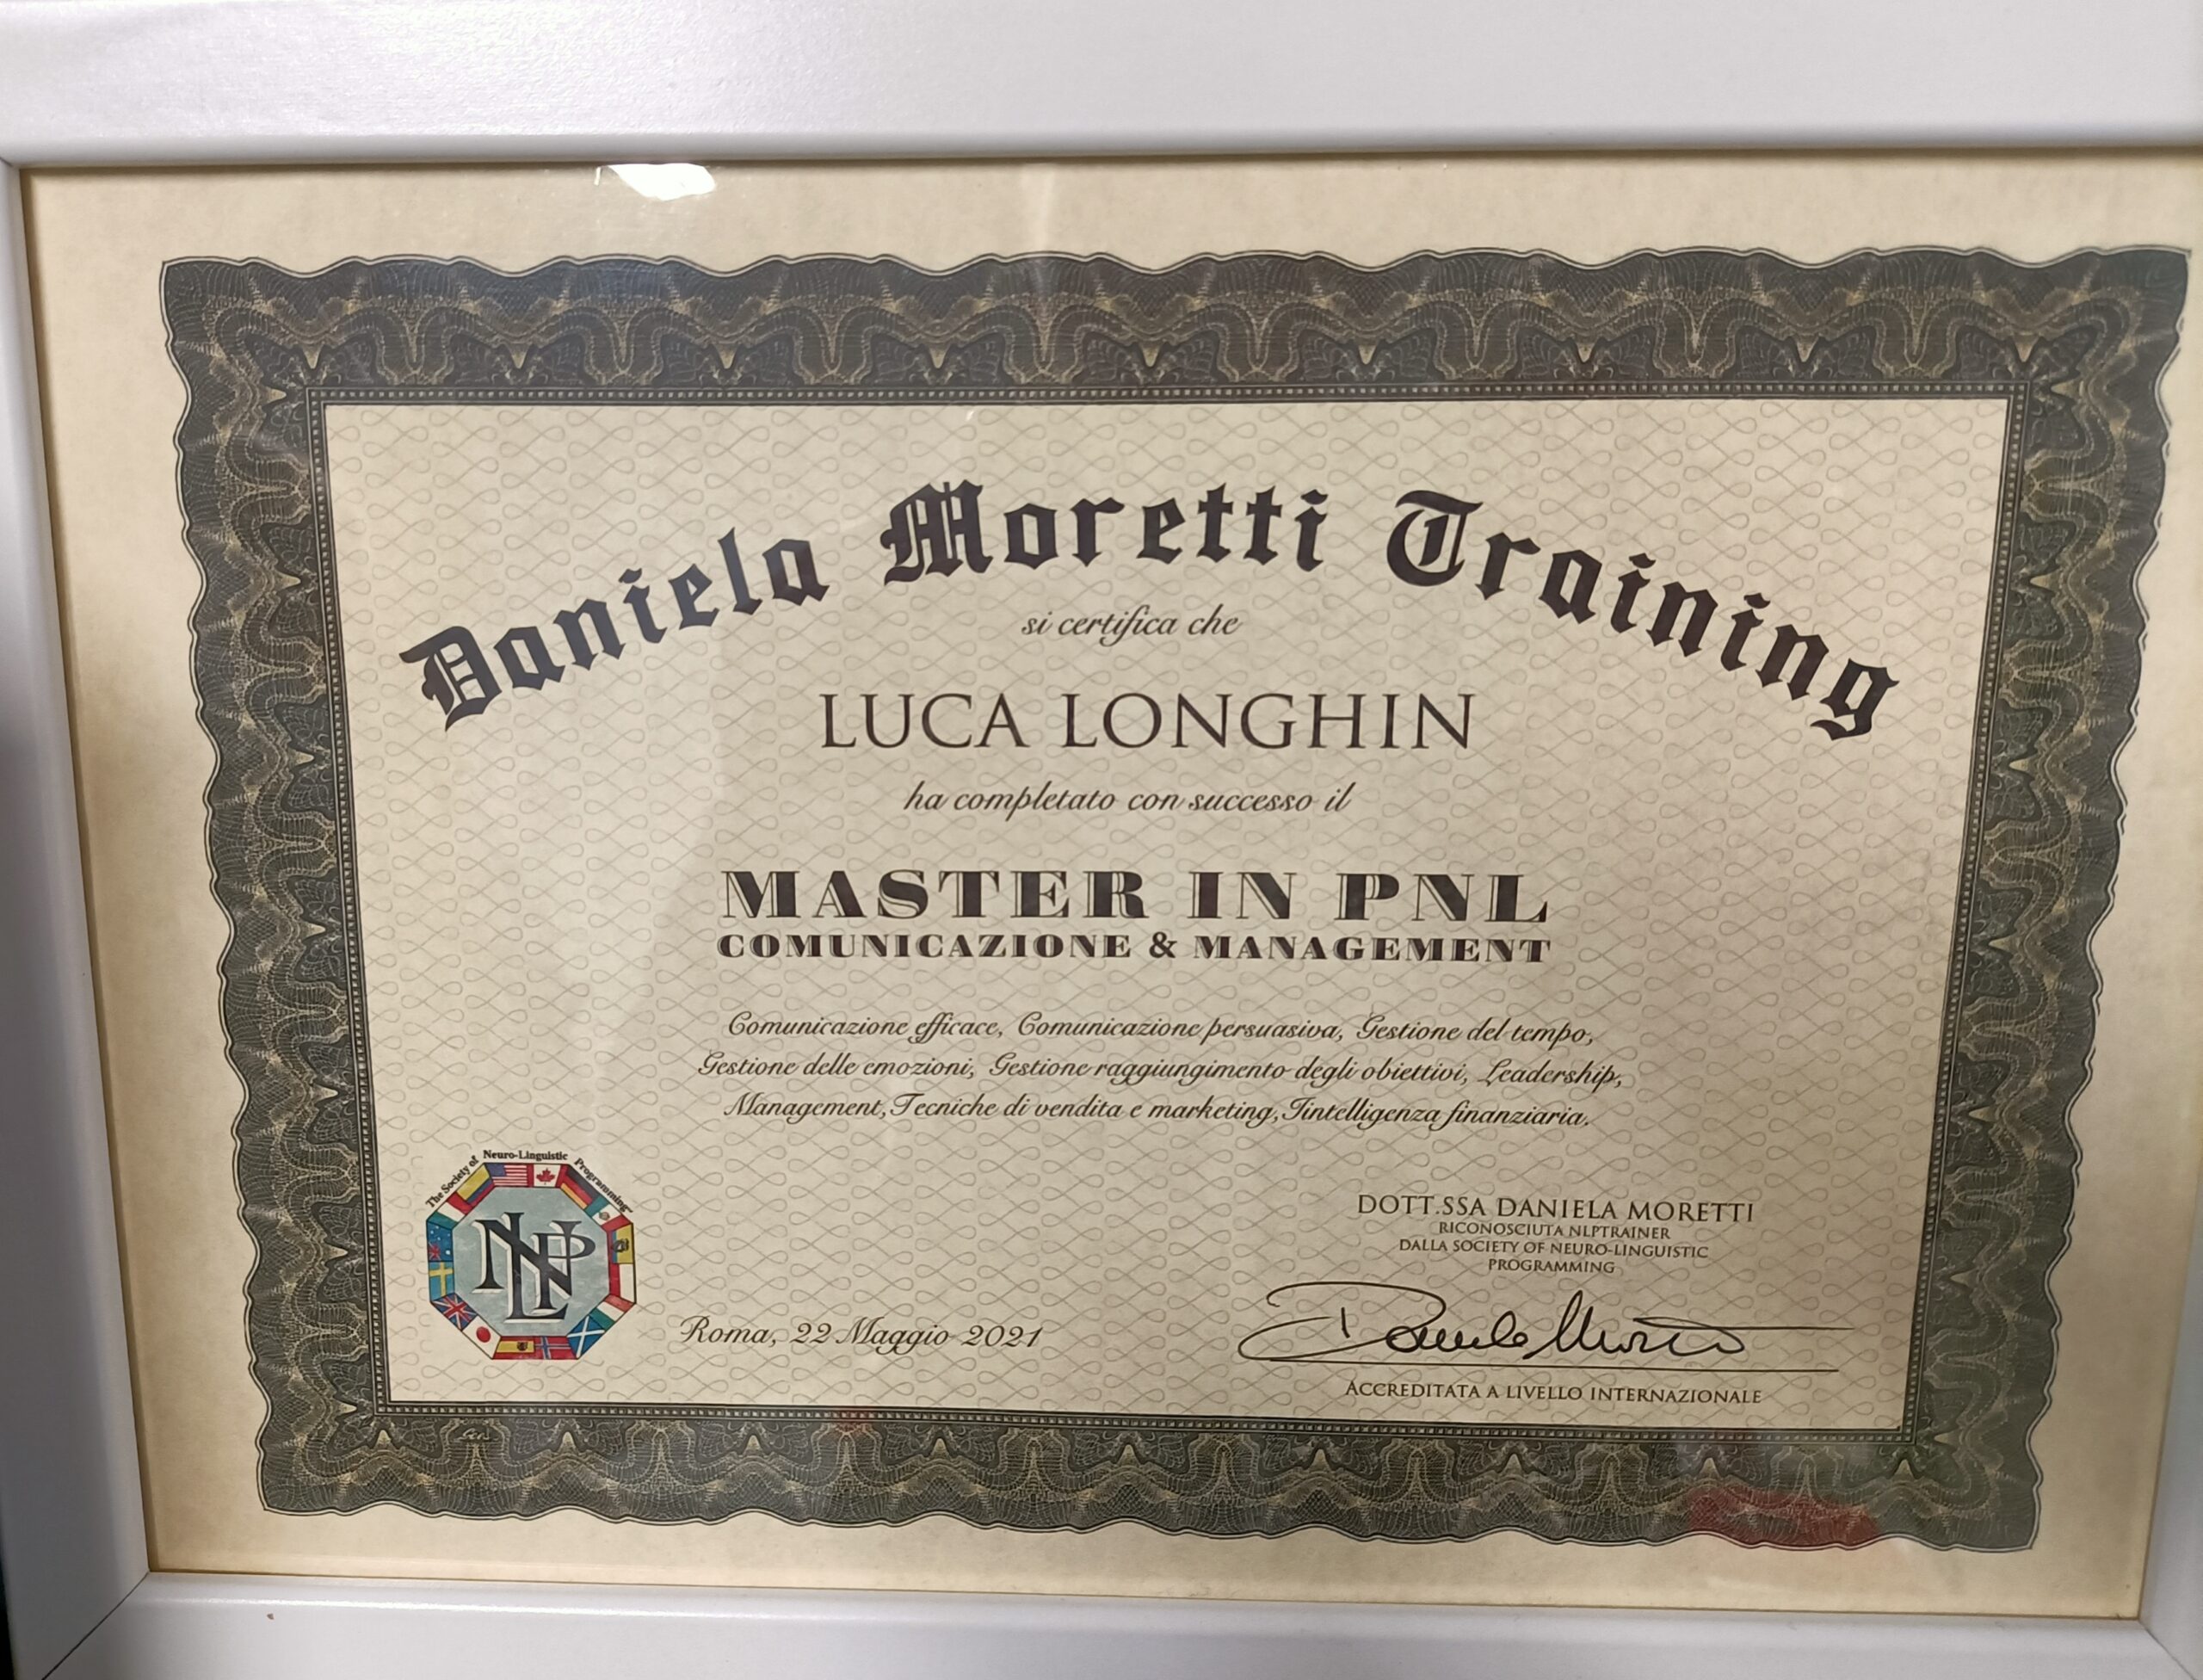 Daniela Moretti Training
si certifica che
LUCA LONGHIN
ha completato con successo il
MASTER IN PNL
COMUNICAZIONE & MANAGEMENT
Comunicazione efficace, Comunicazione persuasiva, Gestione del tempo,
Gestione delle emozioni, Gestione raggiungimento degli obiettivi, Leadership,
Management, Tecniche di vendita e marketing, Iintelligenza finanziaria.
The Society of Neuro-Linguistic Programming™
NLP
Roma, 22 Maggio 2021
DOTT.SSA DANIELA MORETTI
RICONOSCIUTA NLPTRAINER
DALLA SOCIETY OF NEURO-LINGUISTIC
PROGRAMMING
Daniela Moretti
ACCREDITATA A LIVELLO INTERNAZIONALE